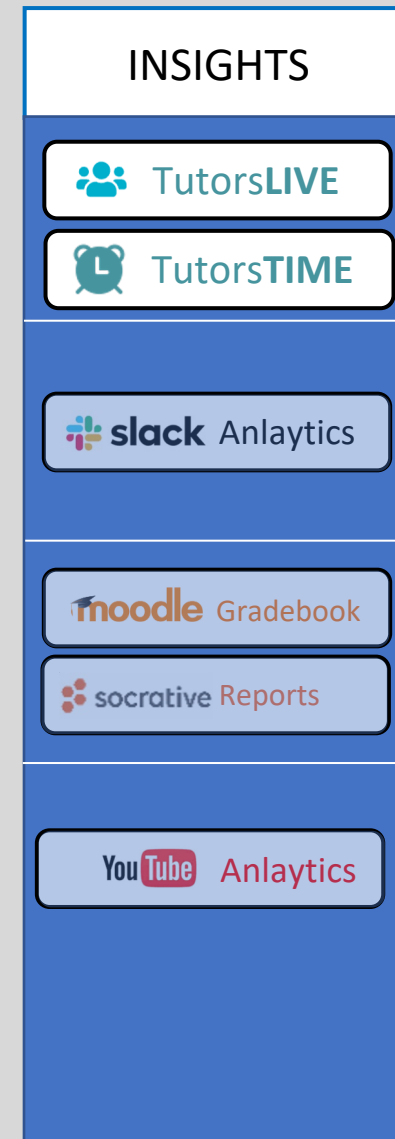 INSIGHTS
TutorsLIVE
TutorsTIME
slack Anlaytics
moodle Gradebook
socrative Reports
YouTube Anlaytics